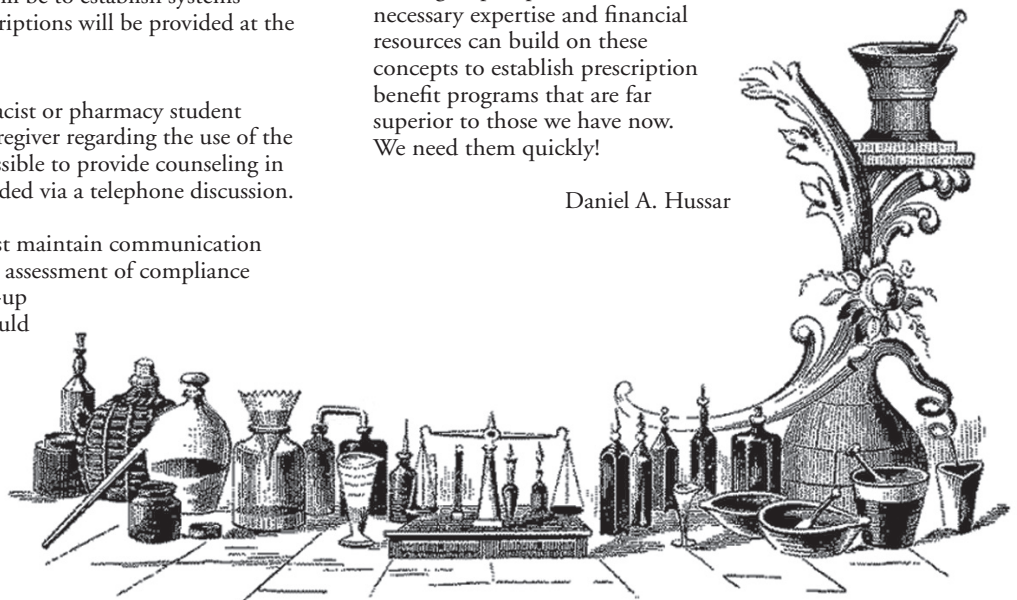 be to establish systems
riptions will be provided at the
acist or pharmacy student
regiver regarding the use of the
ssible to provide counseling in
ded via a telephone discussion.
st maintain communication
assessment of compliance
-up
uld
necessary expertise and financial
resources can build on these
concepts to establish prescription
benefit programs that are far
superior to those we have now.
We need them quickly!
Daniel A. Hussar